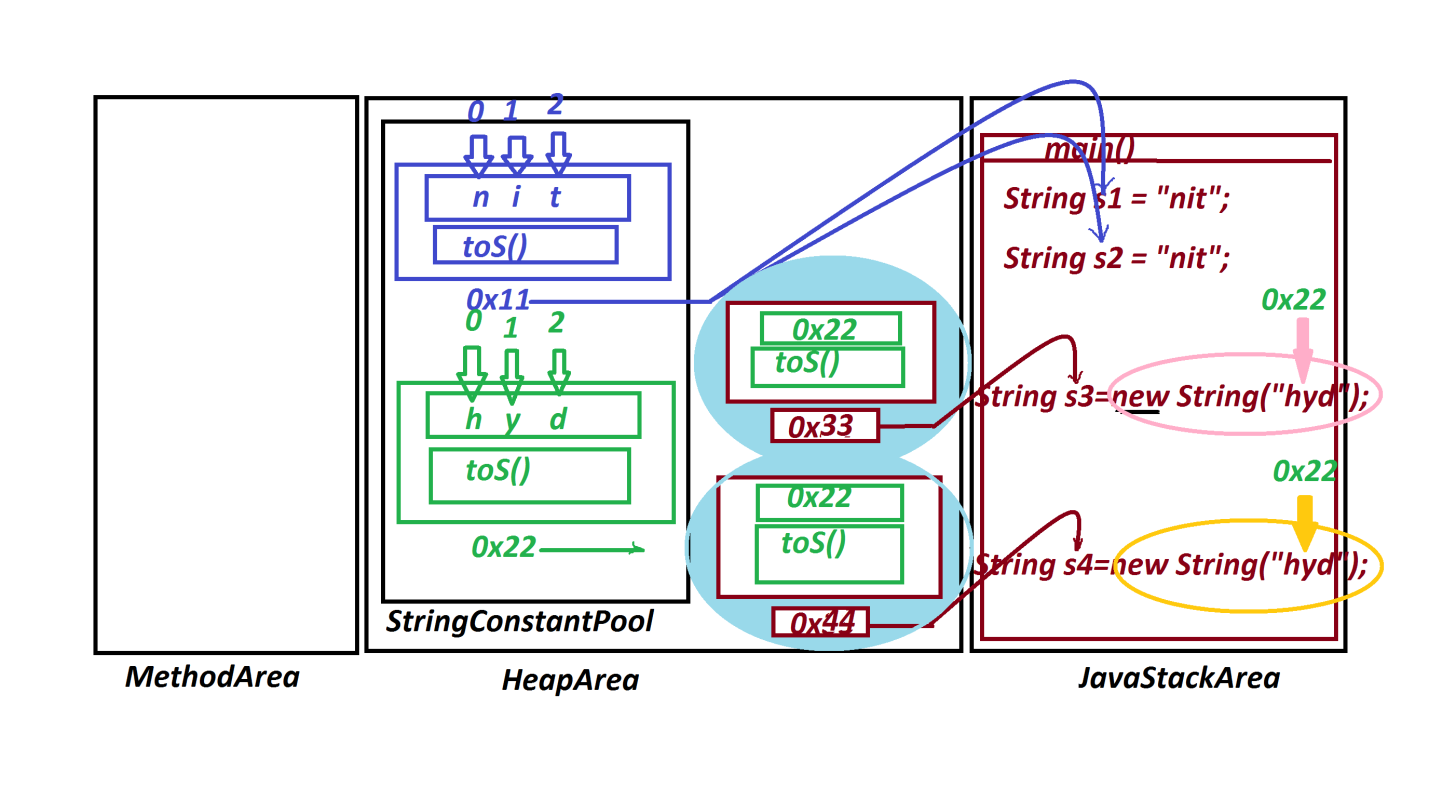 0 1 2
n i t
toS()
0x11
0 1 2
h y d
toS()
0x22
StringConstantPool
0x22
toS()
0x33
0x22
toS()
0x44
main()
String s1 = "nit";
String s2 = "nit";
0x22
String s3=new String("hyd");
0x22
String s4=new String("hyd");
MethodArea
HeapArea
JavaStackArea